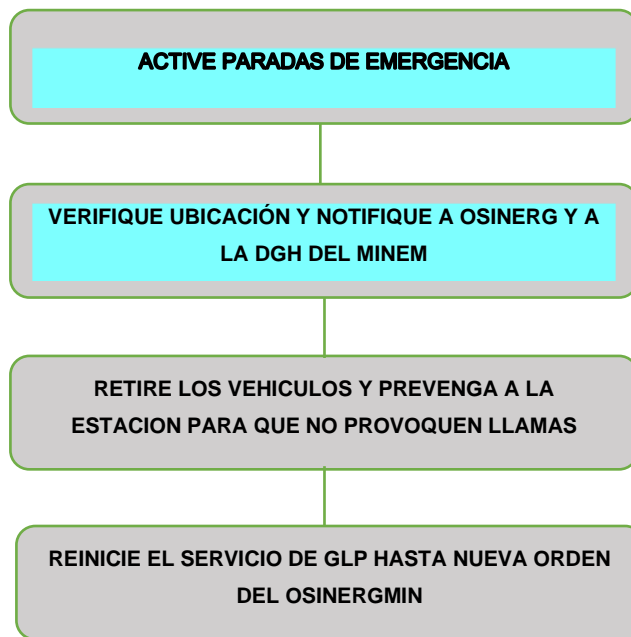 ACTIVE PARADAS DE EMERGENCIA
VERIFIQUE UBICACIÓN Y NOTIFIQUE A OSINERG Y A
LA DGH DEL MINEM
RETIRE LOS VEHICULOS Y PREVENGA A LA
ESTACION PARA QUE NO PROVOQUEN LLAMAS
REINICIE EL SERVICIO DE GLP HASTA NUEVA ORDEN
DEL OSINERGMIN